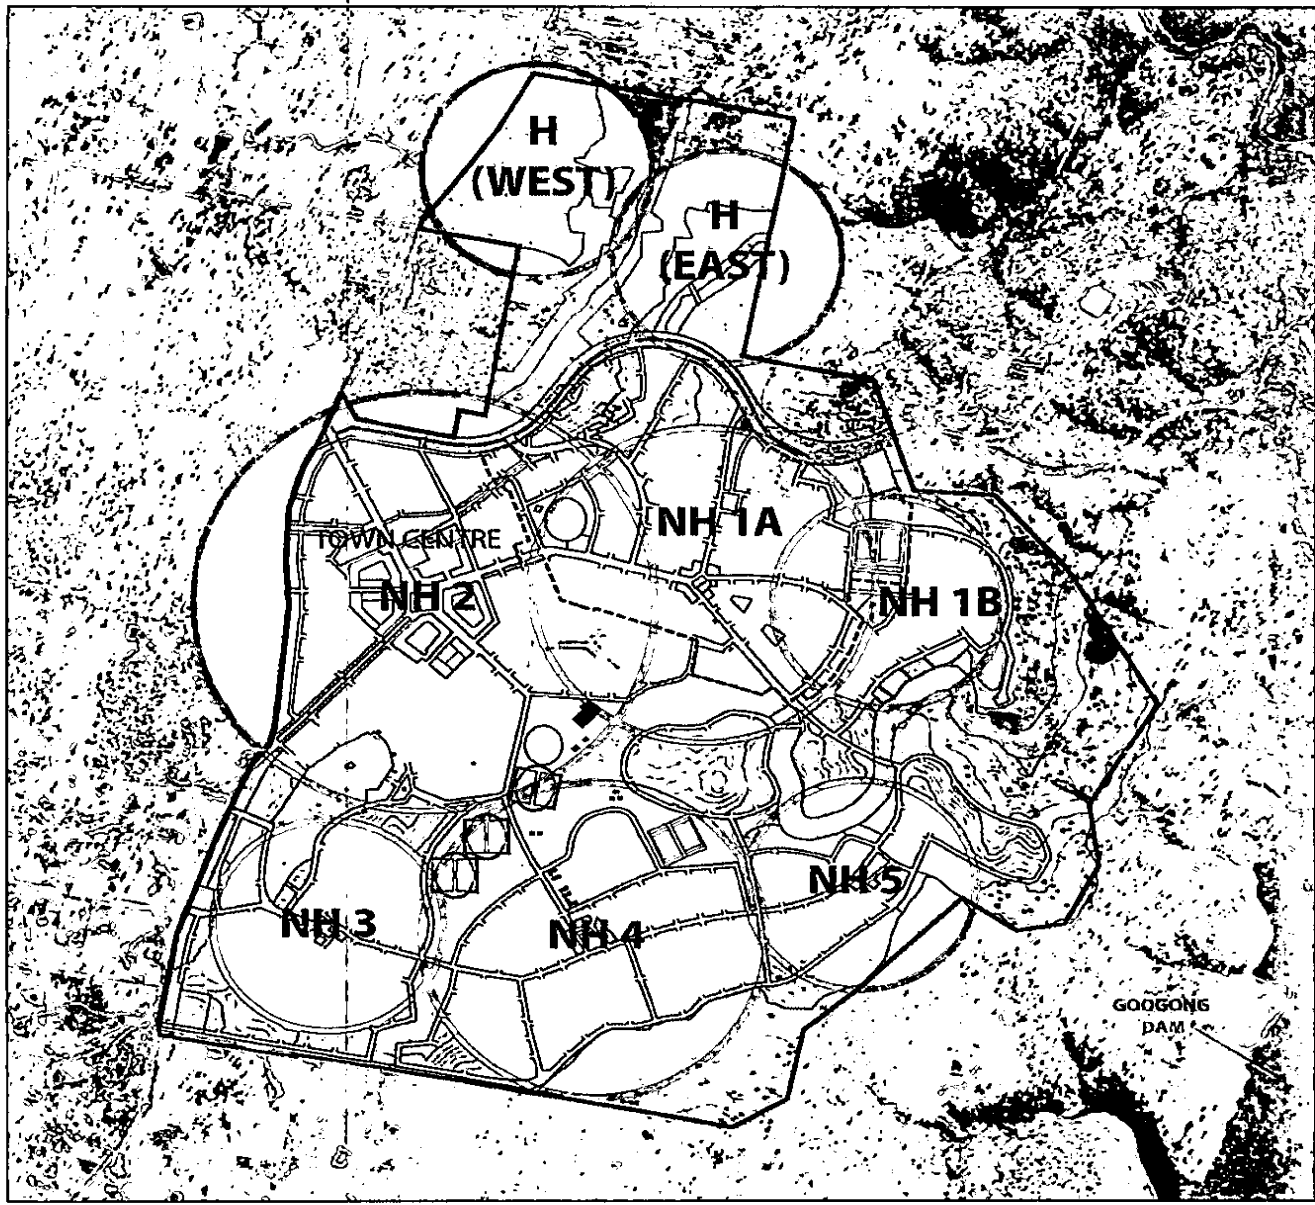 H
(WEST)
H
(EAST)
NH 1A
TOWN CENTRE
NH 2
NH 1B
NH 5
NH 3
NH 4
GOOGONG
DAM